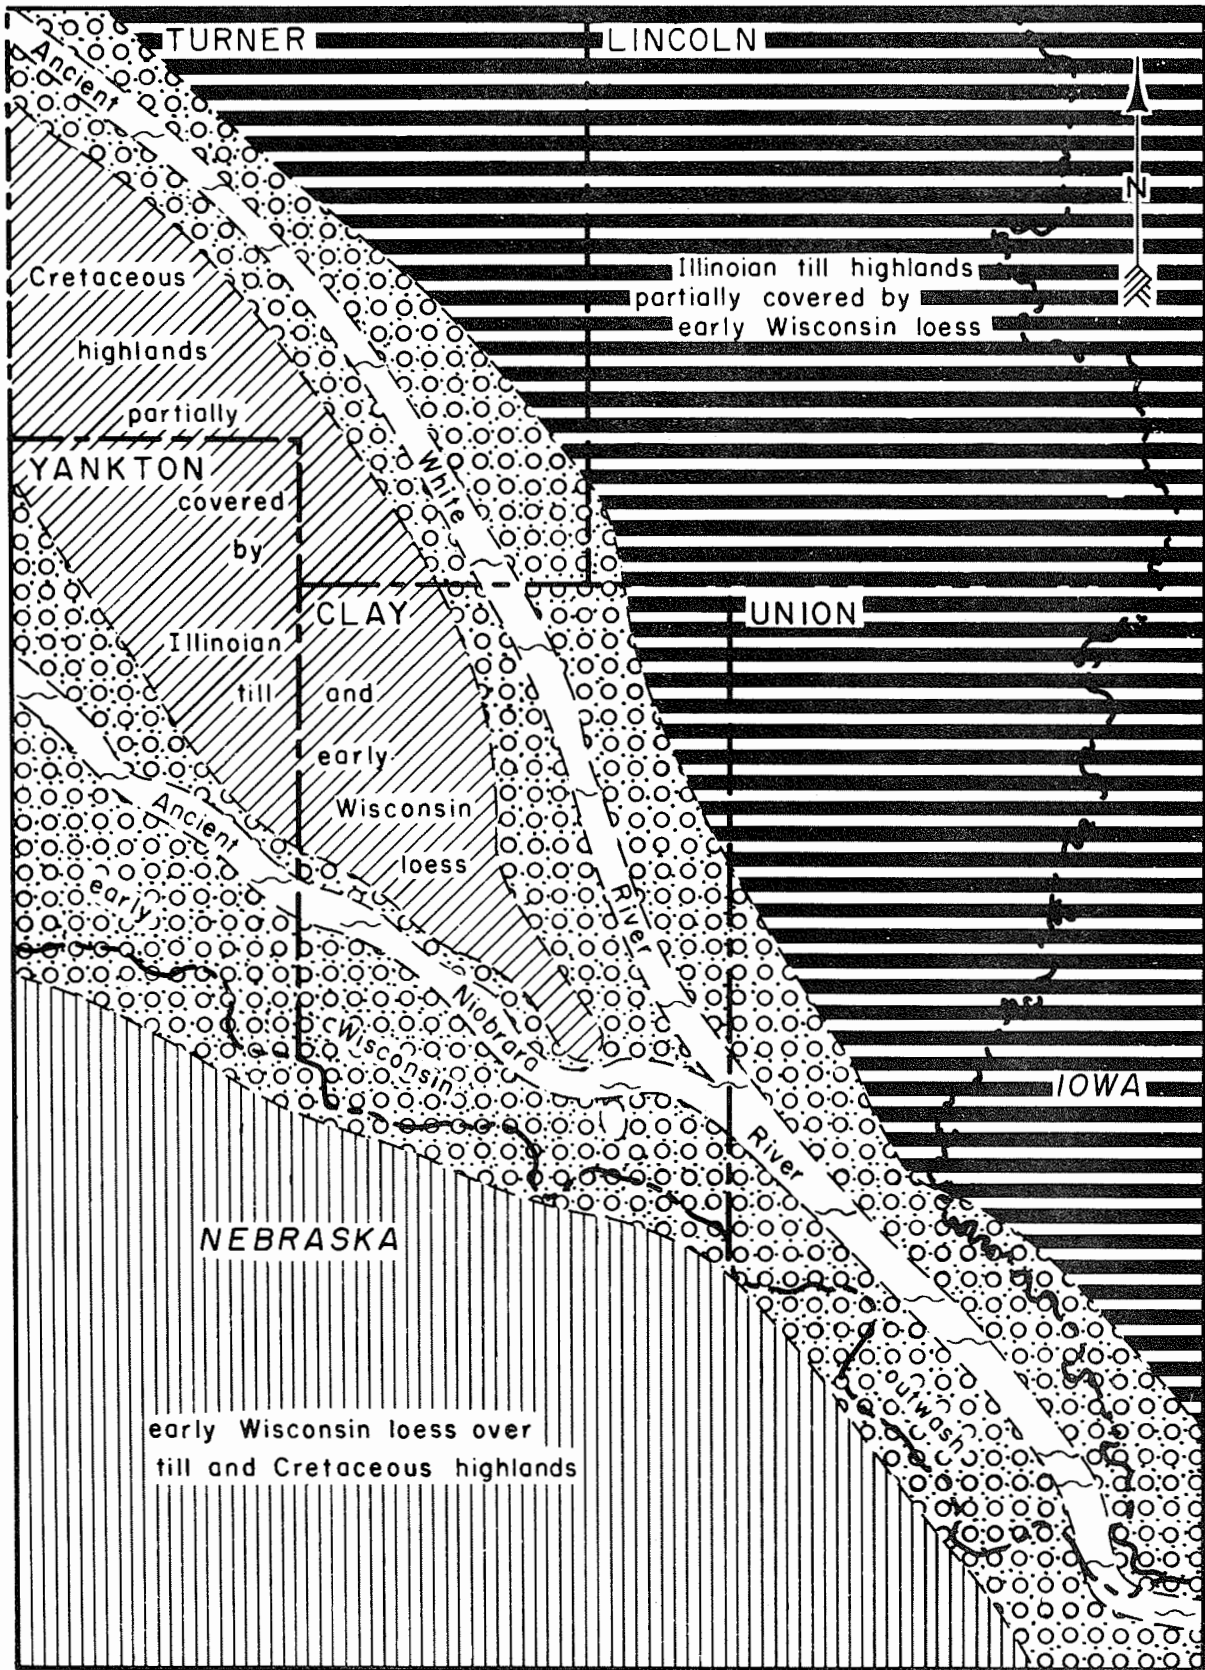 TURNER
LINCOLN
Ancient
N
Cretaceous
highlands
partially
Illinoian till highlands
partially covered by
early Wisconsin loess
White
YANKTON
covered
by
CLAY
UNION
Illinoian
till
and
early
Wisconsin
loess
Ancient
early
River
Niobrara
Wisconsin
IOWA
River
NEBRASKA
outwash
early Wisconsin loess over
till and Cretaceous highlands